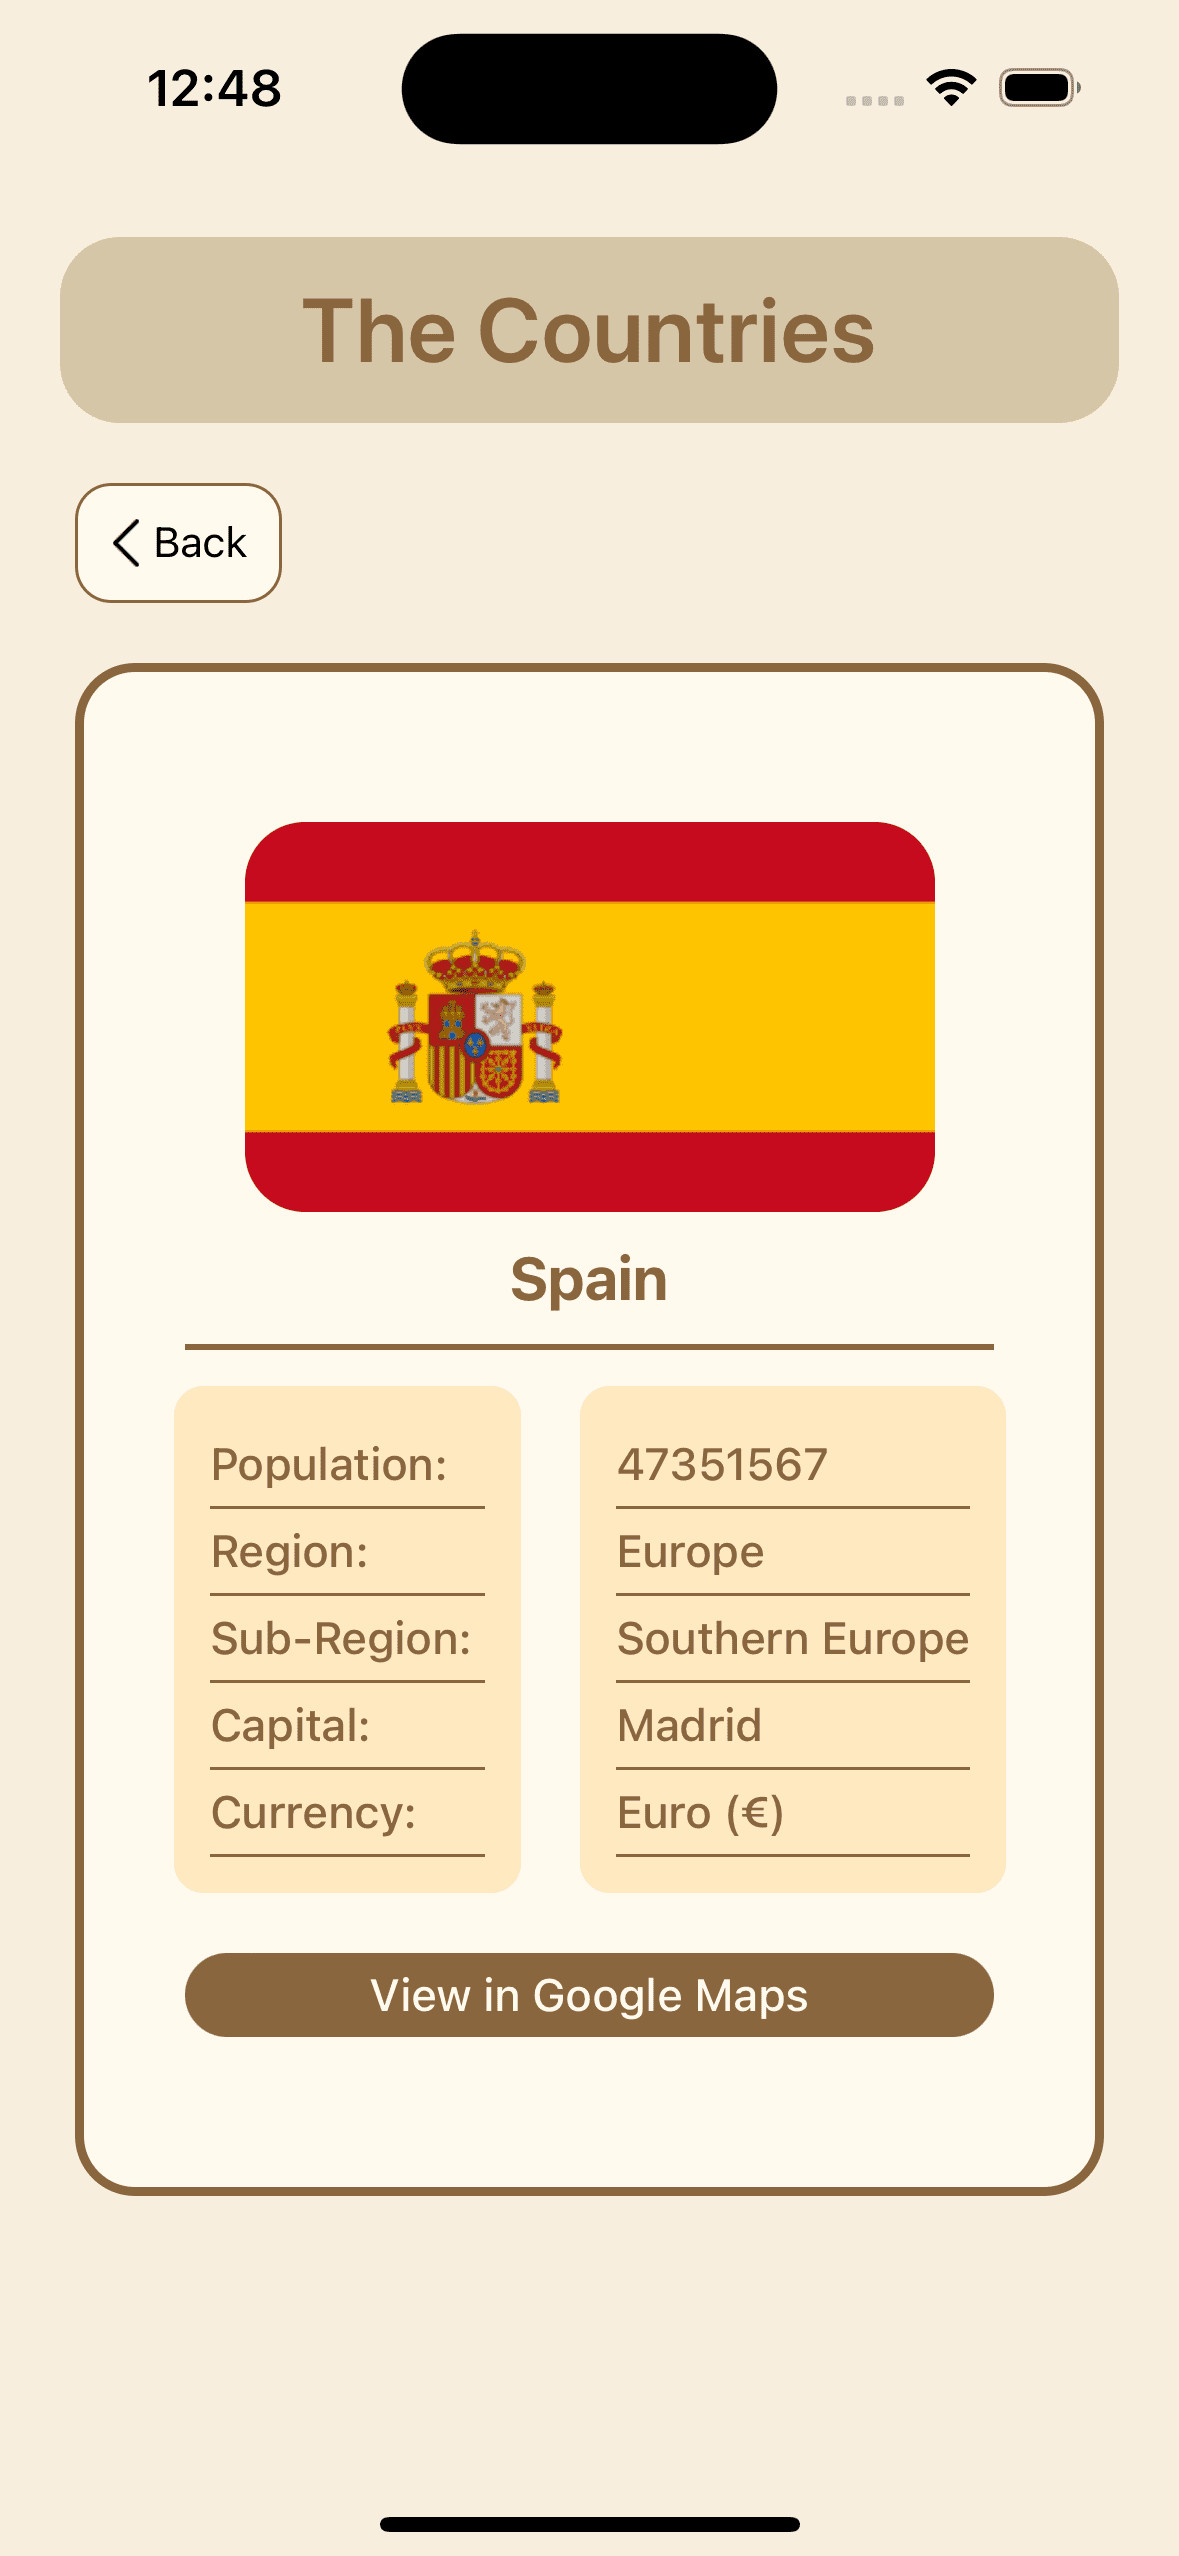 12:48
The Countries
Back
Spain
Population: 47351567
Region: Europe
Sub-Region: Southern Europe
Capital: Madrid
Currency: Euro (€)
View in Google Maps